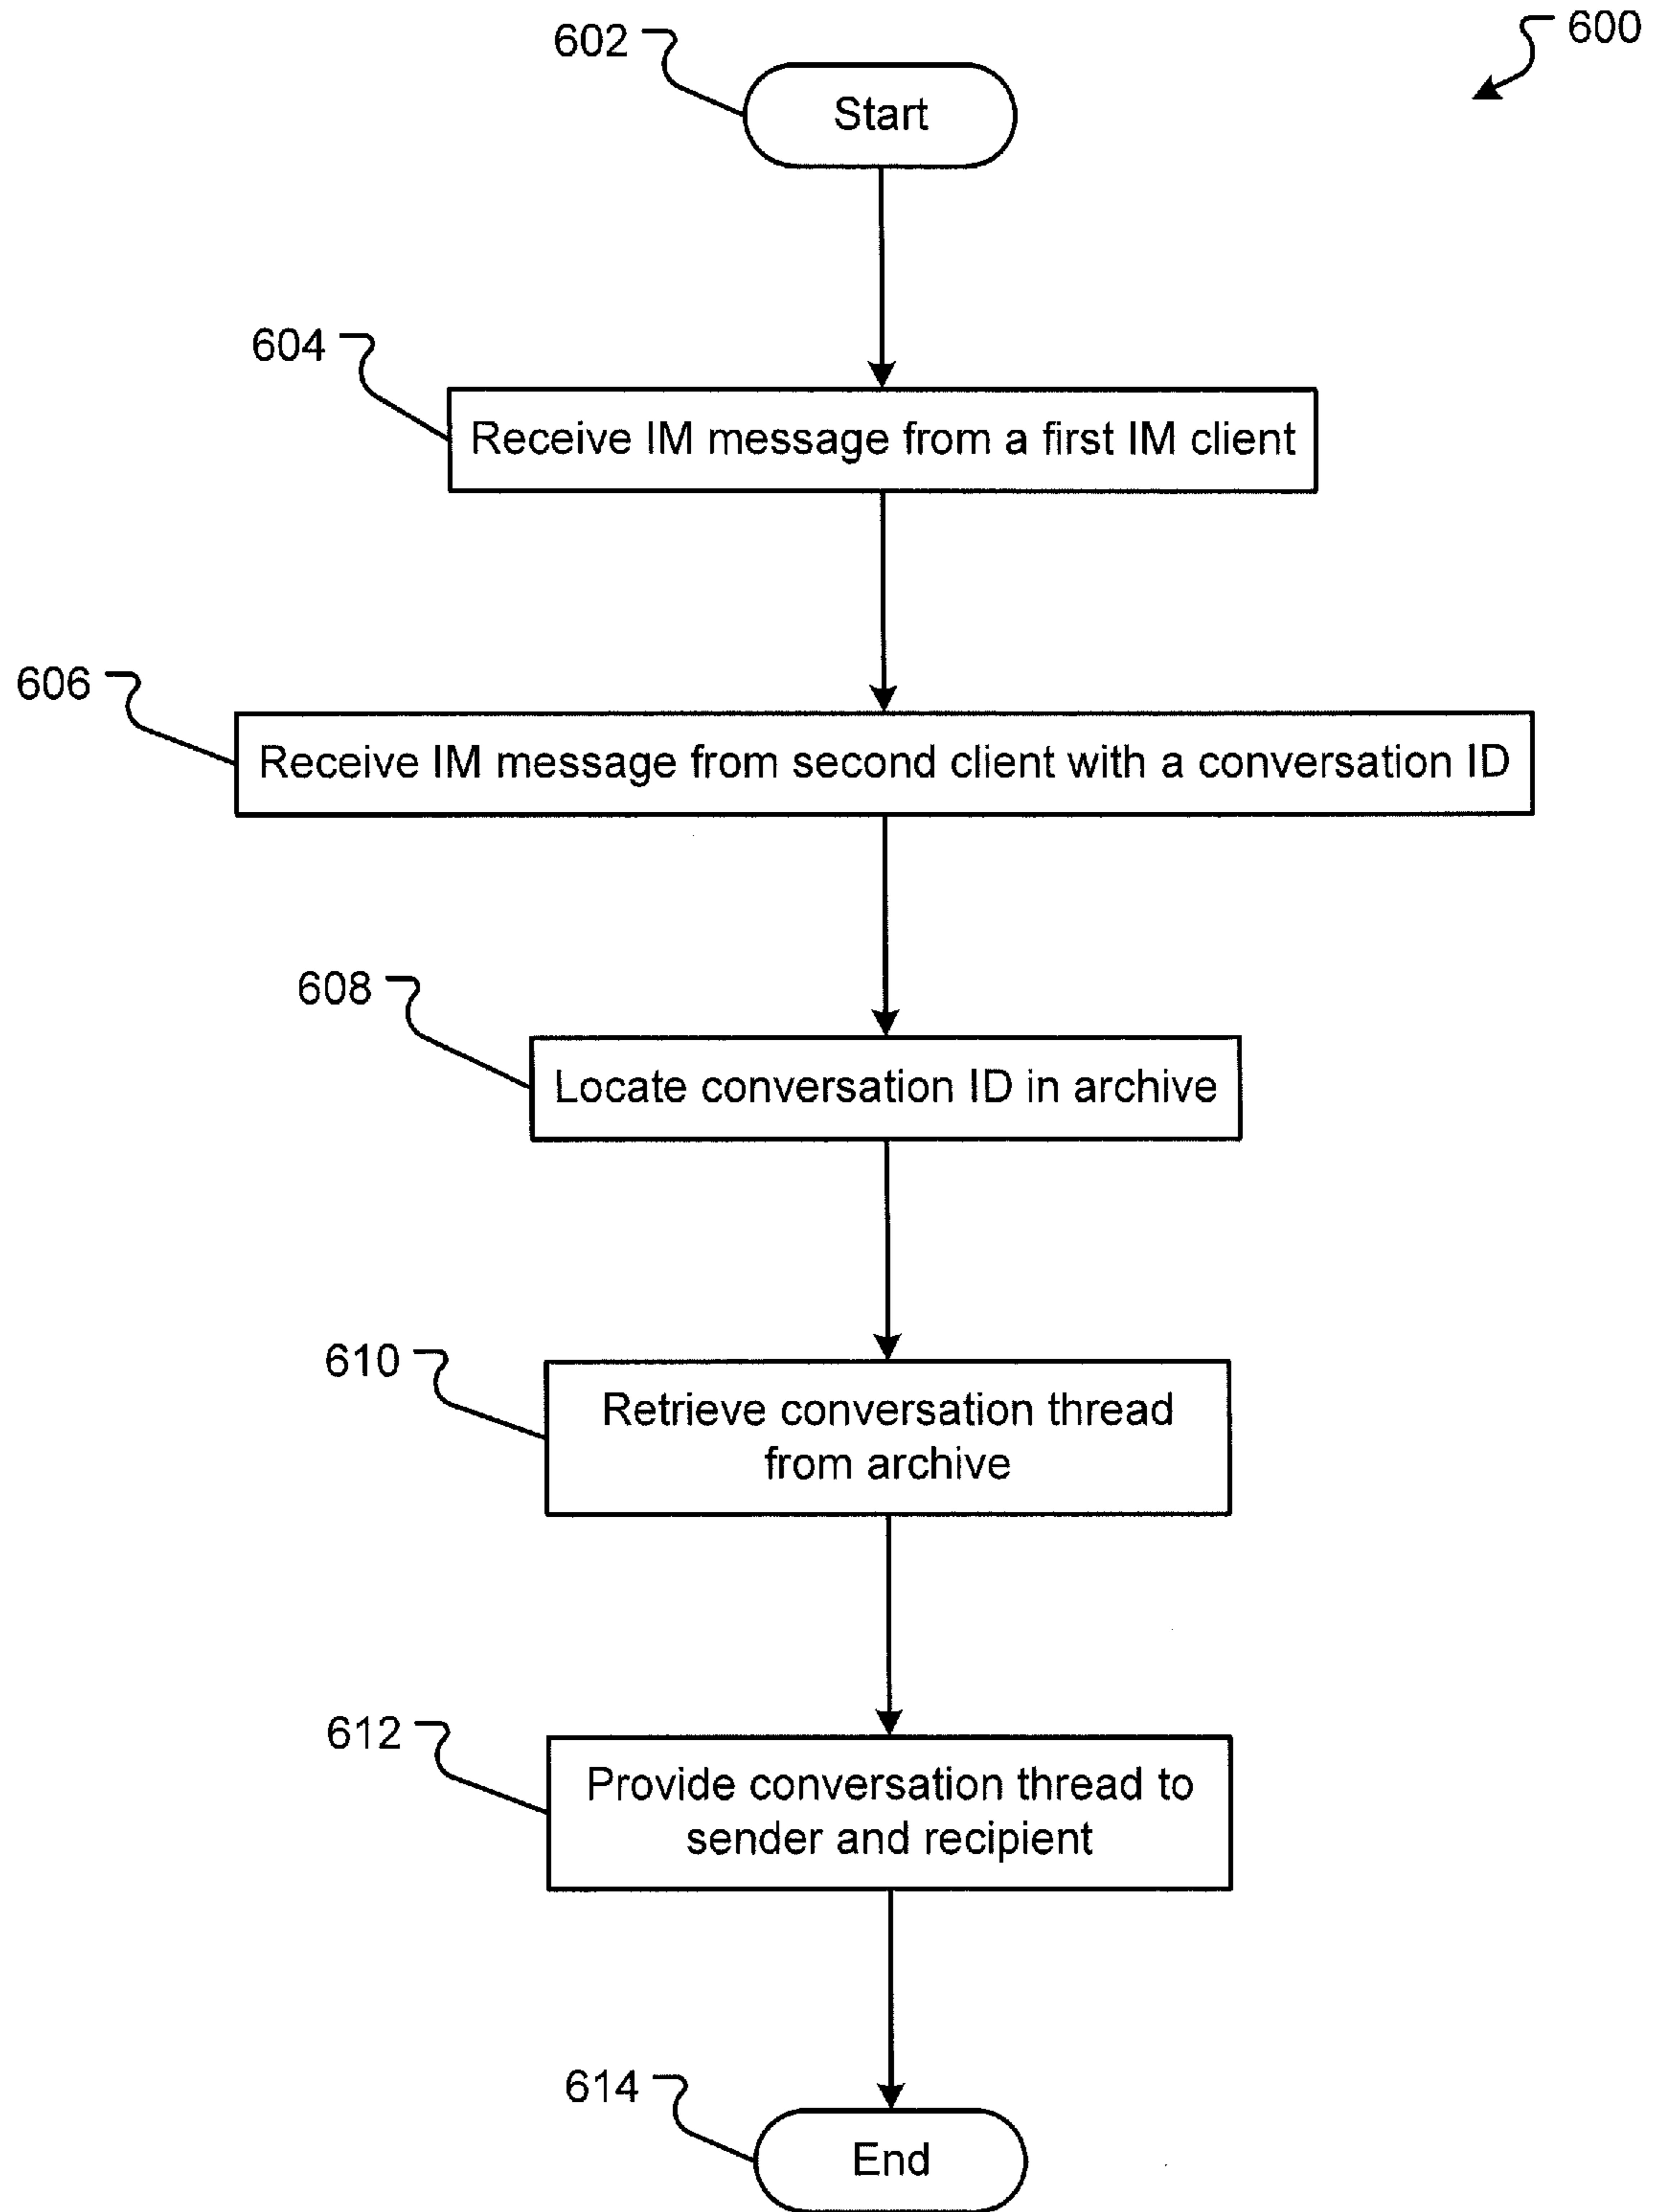 600
602
Start
604
Receive IM message from a first IM client
606
Receive IM message from second client with a conversation ID
608
Locate conversation ID in archive
610
Retrieve conversation thread
from archive
612
Provide conversation thread to
sender and recipient
614
End